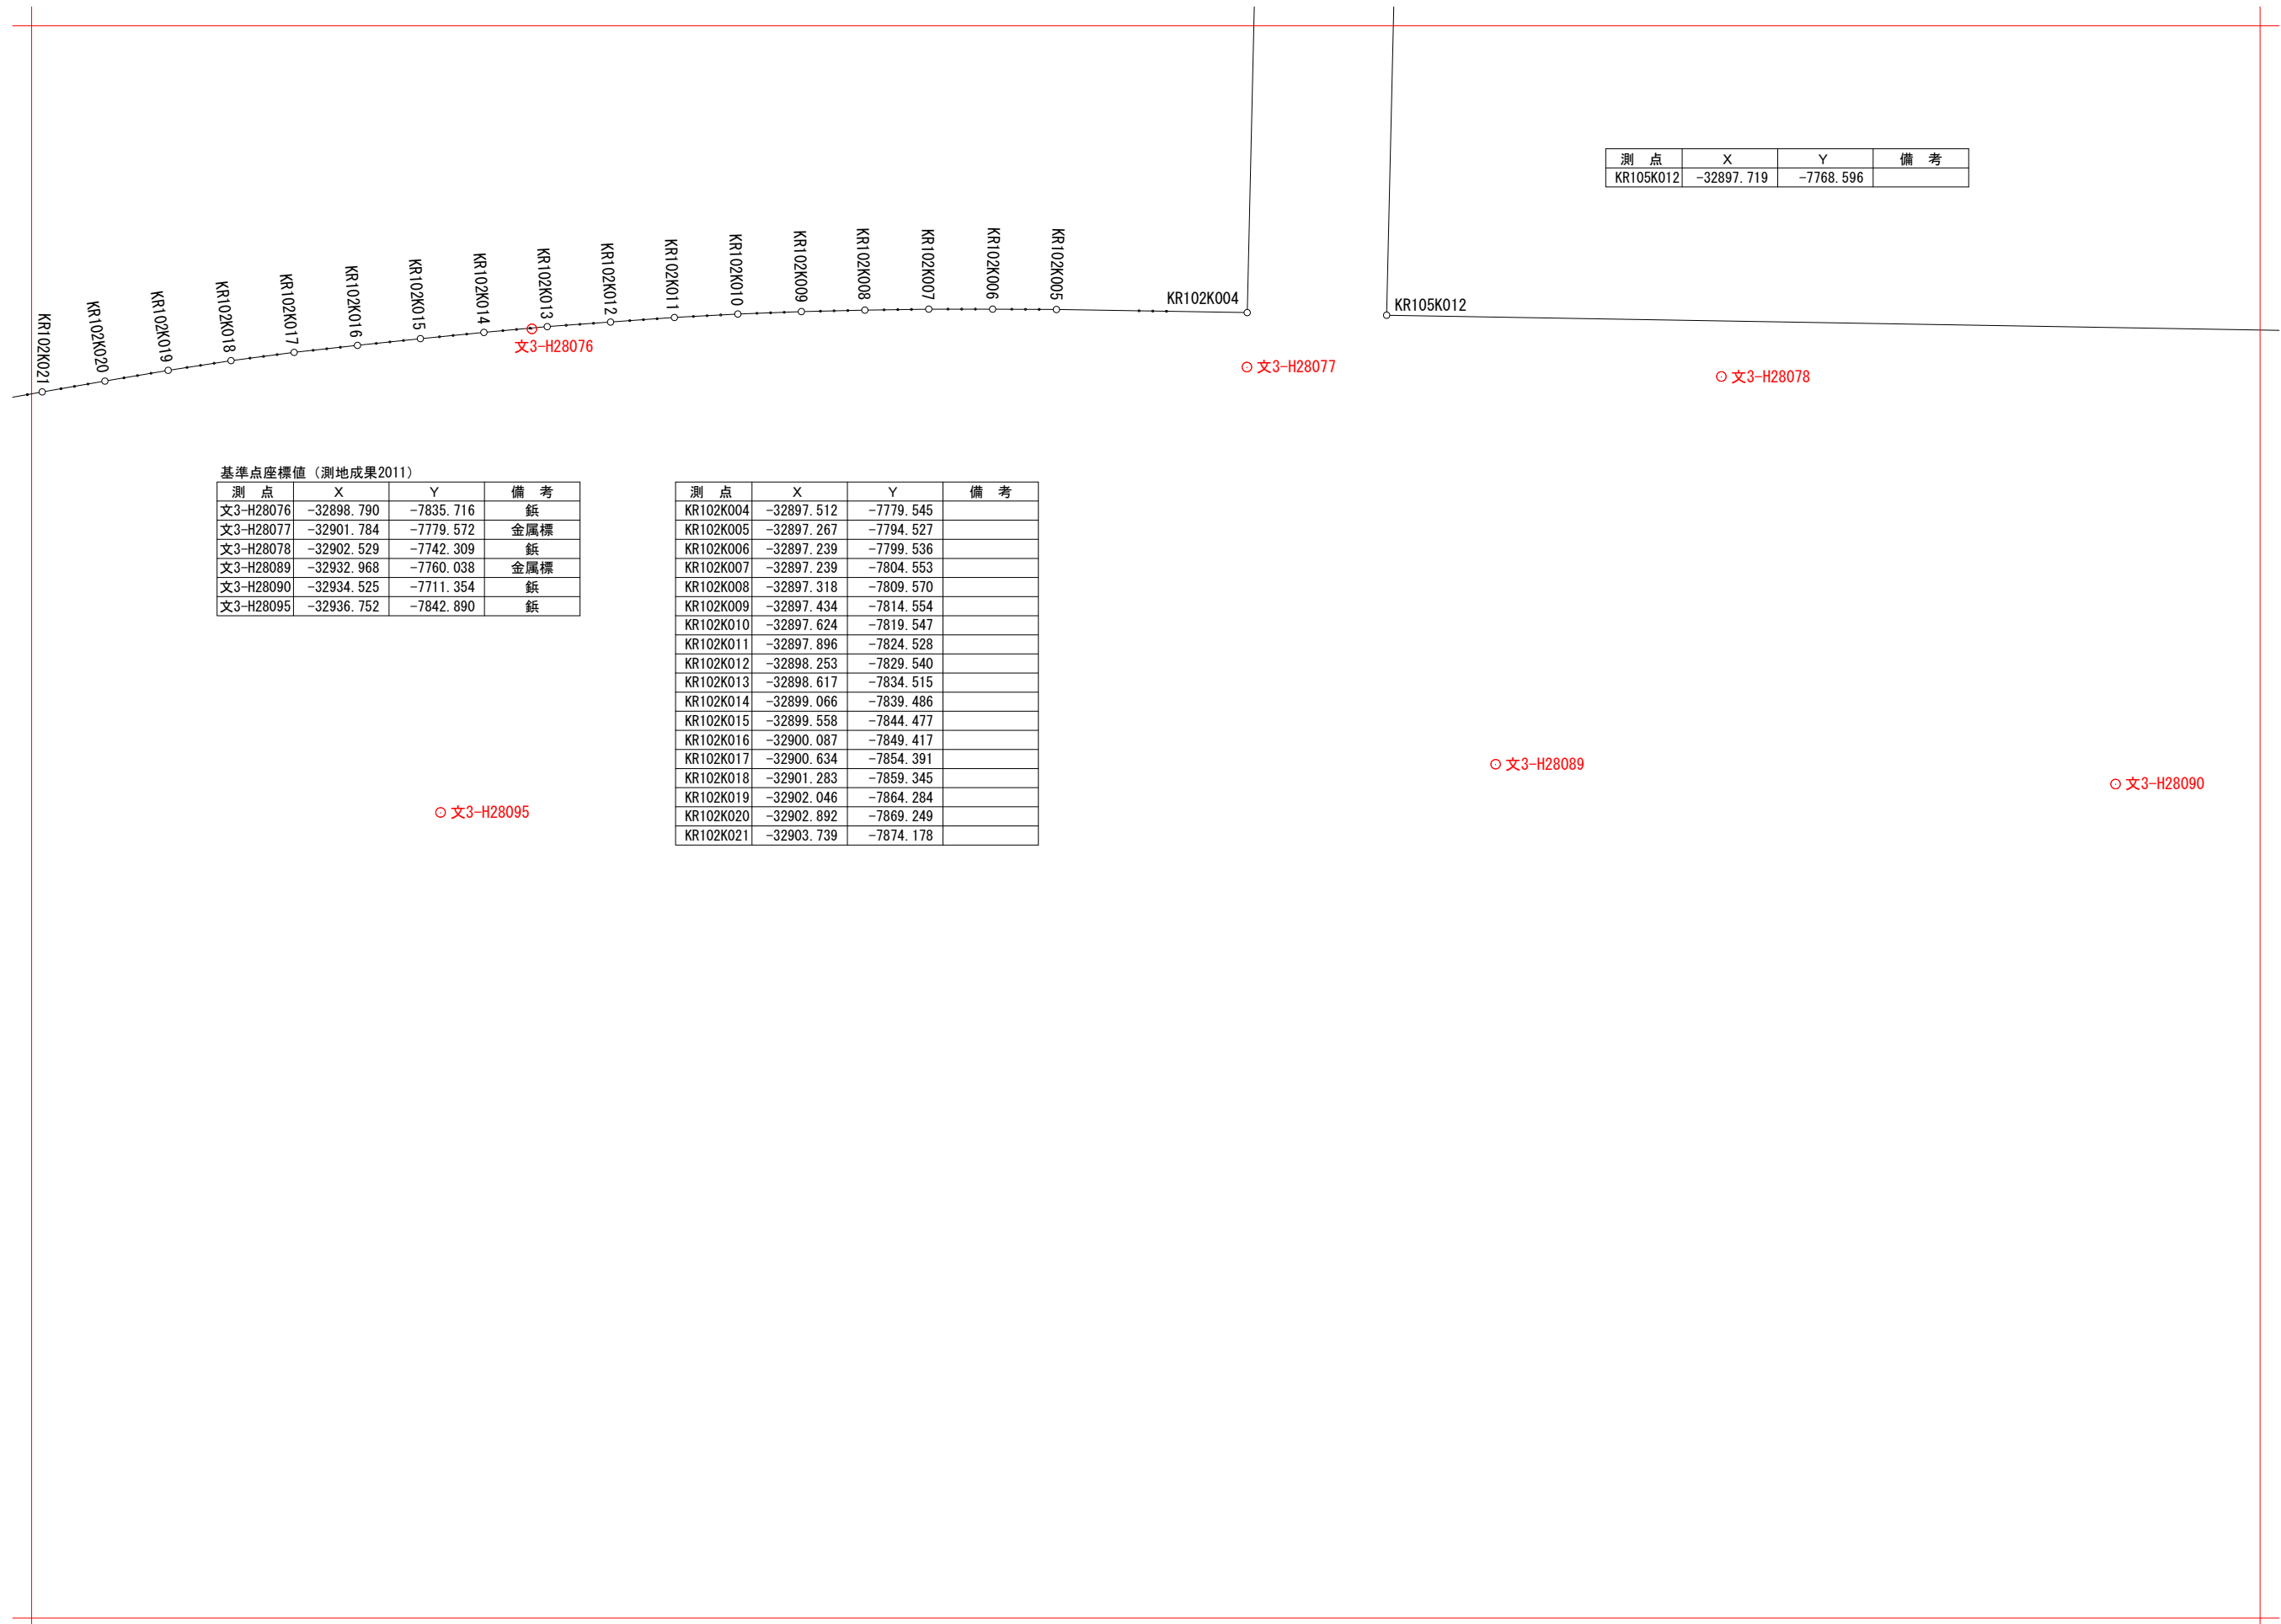 測 点 X Y 備 考
KR105K012 -32897.719 -7768.596
KR102K021
KR102K020
KR102K019
KR102K018
KR102K017
KR102K016
KR102K015
KR102K014
KR102K013
KR102K012
KR102K011
KR102K010
KR102K009
KR102K008
KR102K007
KR102K006
KR102K005
KR102K004
KR105K012
文3-H28076
文3-H28077
文3-H28078
基準点座標値（測地成果2011）
測 点 X Y 備 考
文3-H28076 -32898.790 -7835.716 鋲
文3-H28077 -32901.784 -7779.572 金属標
文3-H28078 -32902.529 -7742.309 鋲
文3-H28089 -32932.968 -7760.038 金属標
文3-H28090 -32934.525 -7711.354 鋲
文3-H28095 -32936.752 -7842.890 鋲
測 点 X Y 備 考
KR102K004 -32897.512 -7779.545
KR102K005 -32897.267 -7794.527
KR102K006 -32897.239 -7799.536
KR102K007 -32897.239 -7804.553
KR102K008 -32897.318 -7809.570
KR102K009 -32897.434 -7814.554
KR102K010 -32897.624 -7819.547
KR102K011 -32897.896 -7824.528
KR102K012 -32898.253 -7829.540
KR102K013 -32898.617 -7834.515
KR102K014 -32899.066 -7839.486
KR102K015 -32899.558 -7844.477
KR102K016 -32900.087 -7849.417
KR102K017 -32900.634 -7854.391
KR102K018 -32901.283 -7859.345
KR102K019 -32902.046 -7864.284
KR102K020 -32902.892 -7869.249
KR102K021 -32903.739 -7874.178
文3-H28089
文3-H28090
文3-H28095